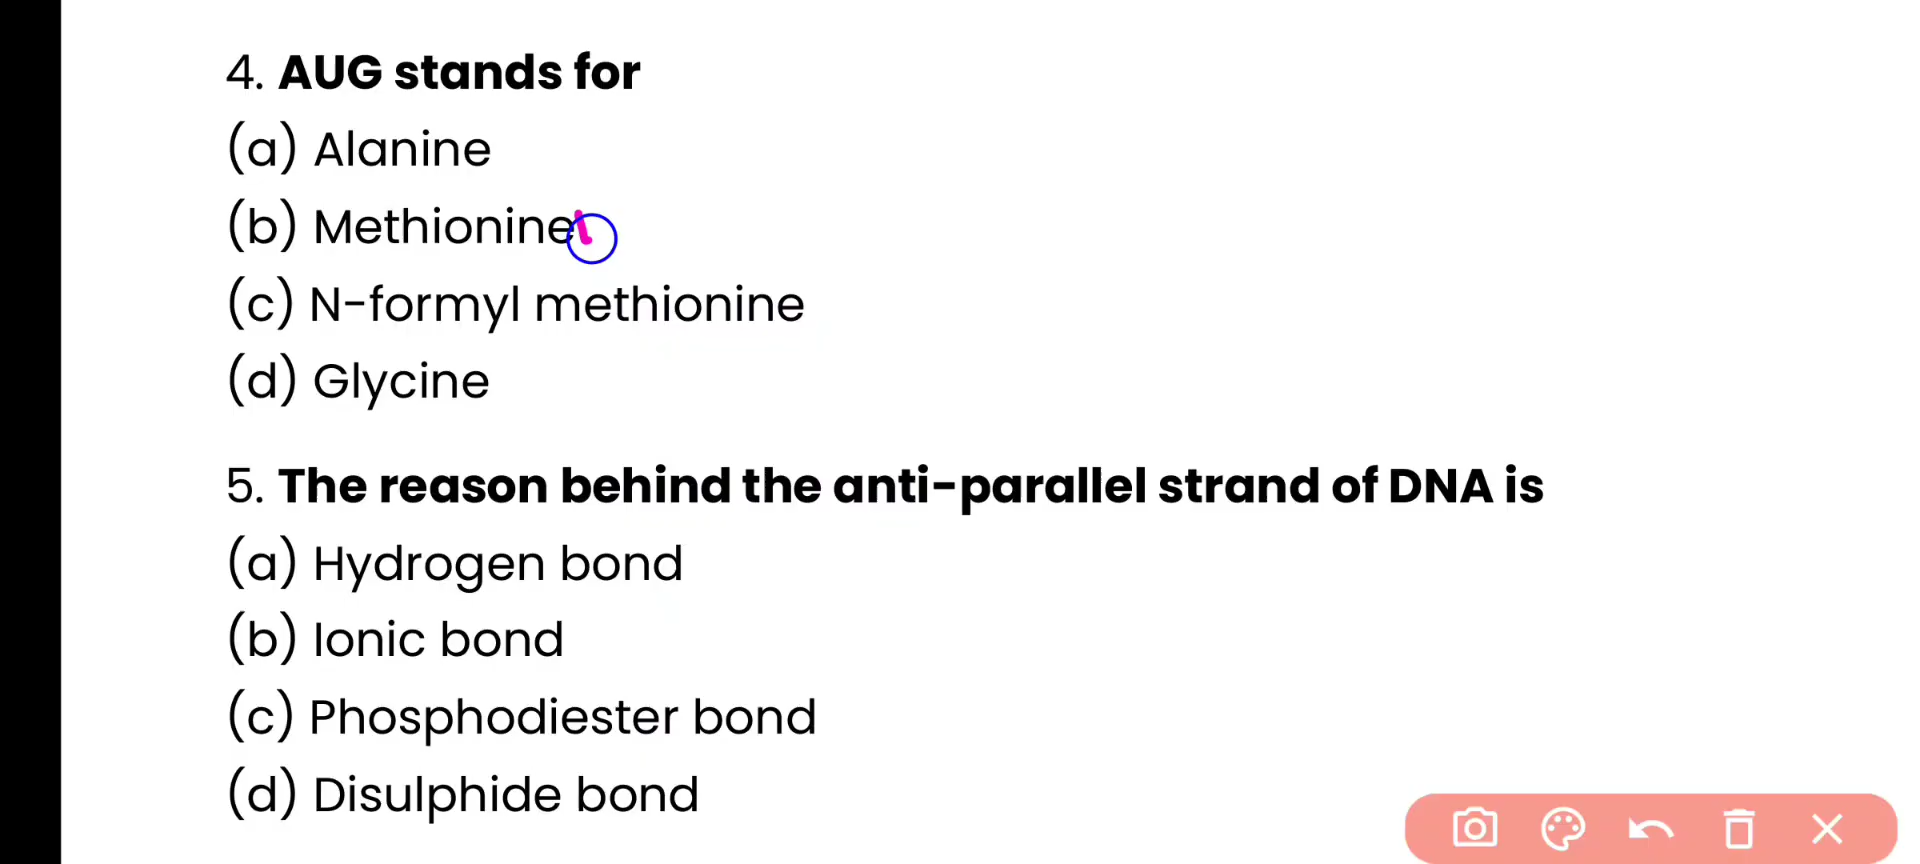 4. AUG stands for
(a) Alanine
(b) Methionine
(c) N-formyl methionine
(d) Glycine
5. The reason behind the anti-parallel strand of DNA is
(a) Hydrogen bond
(b) Ionic bond
(c) Phosphodiester bond
(d) Disulphide bond